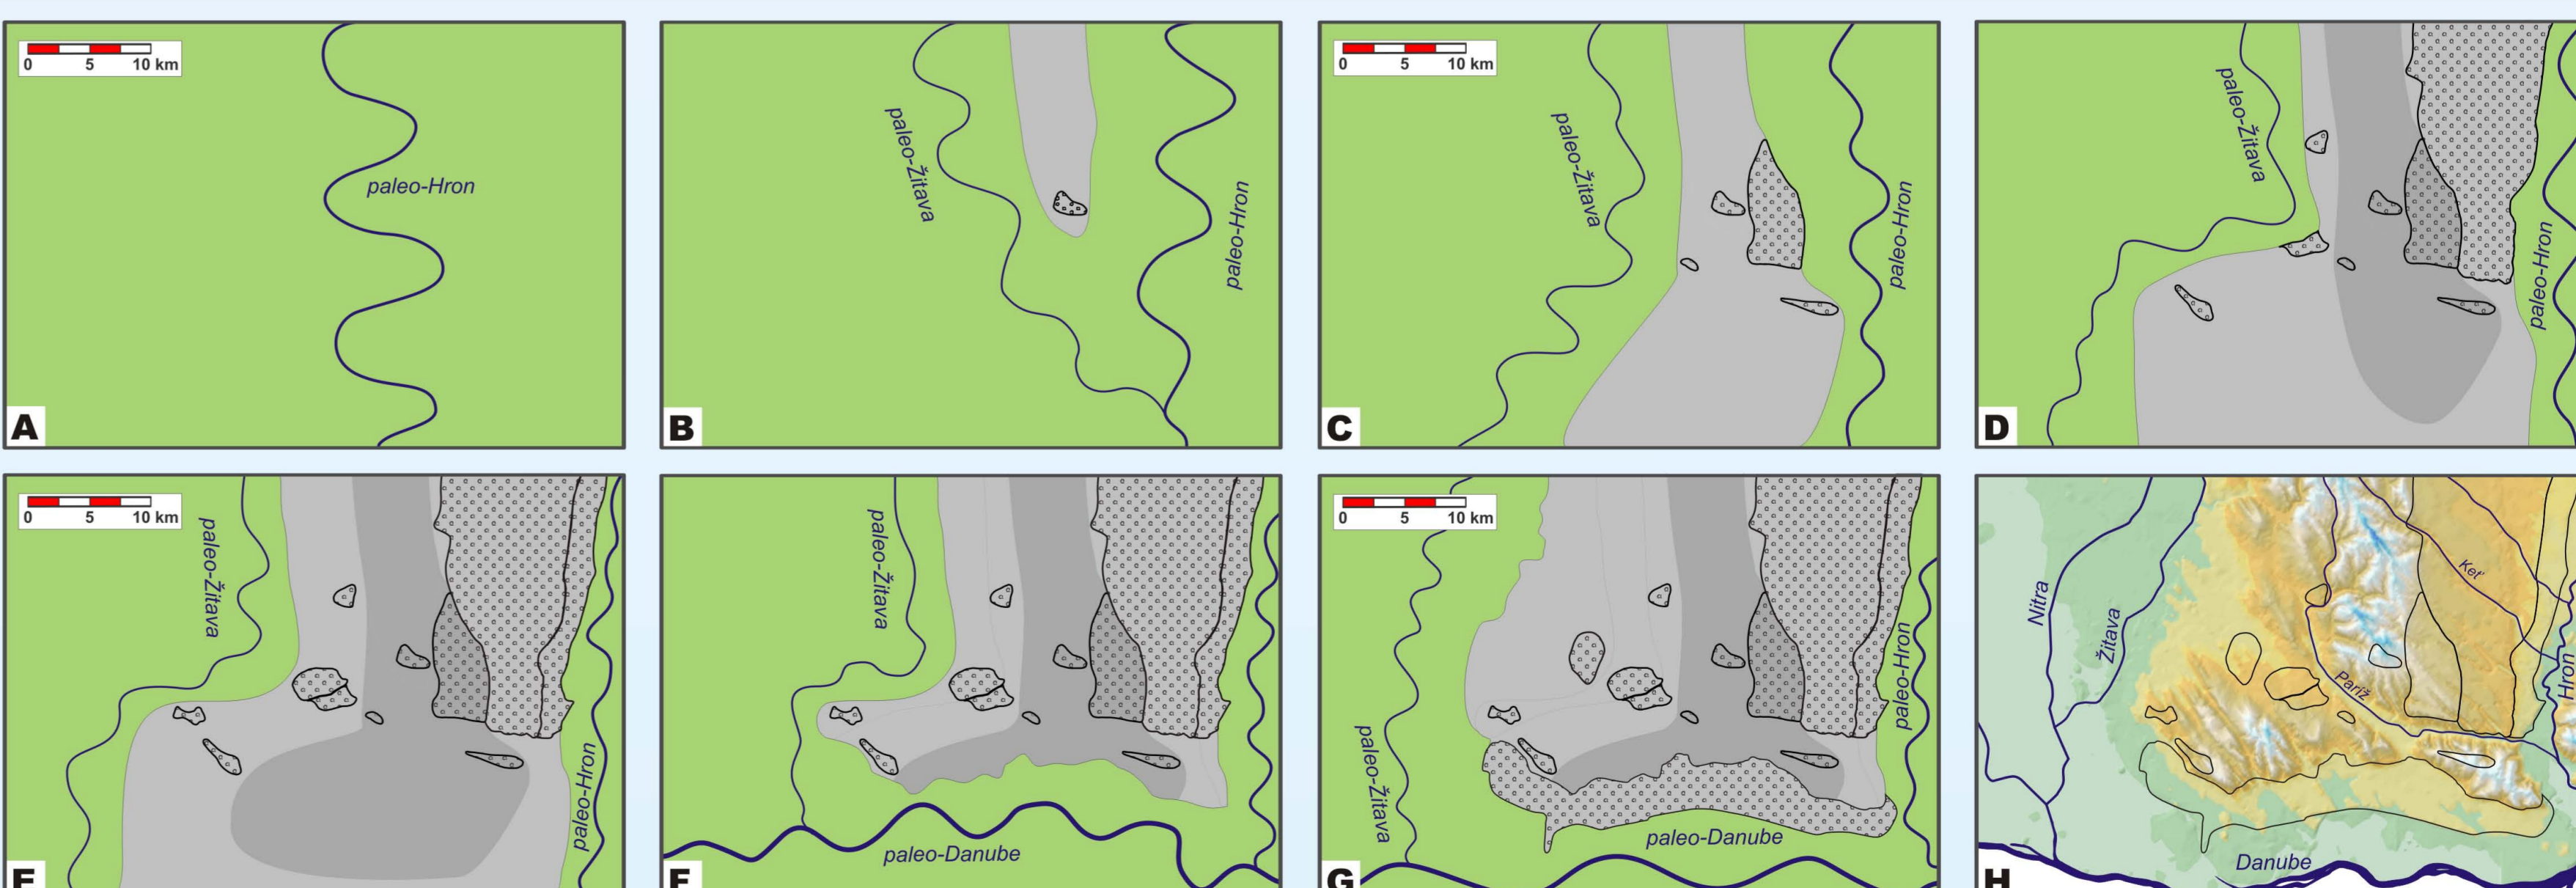 0 5 10 km
paleo-Hron
A
paleo-Žitava
paleo-Hron
B
0 5 10 km
paleo-Žitava
paleo-Hron
C
paleo-Žitava
paleo-Hron
D
0 5 10 km
paleo-Žitava
paleo-Hron
E
paleo-Žitava
paleo-Danube
F
0 5 10 km
paleo-Žitava
paleo-Hron
paleo-Danube
G
Nitra
Žitava
Keť
Paríž
Hron
Danube
H